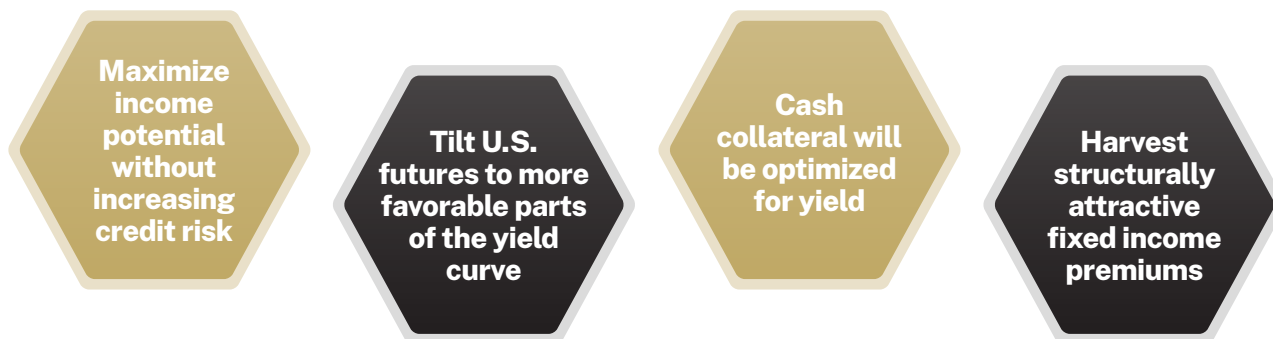 Maximize
income
potential
without
increasing
credit risk
Tilt U.S.
futures to more
favorable parts
of the yield
curve
Cash
collateral will
be optimized
for yield
Harvest
structurally
attractive
fixed income
premiums